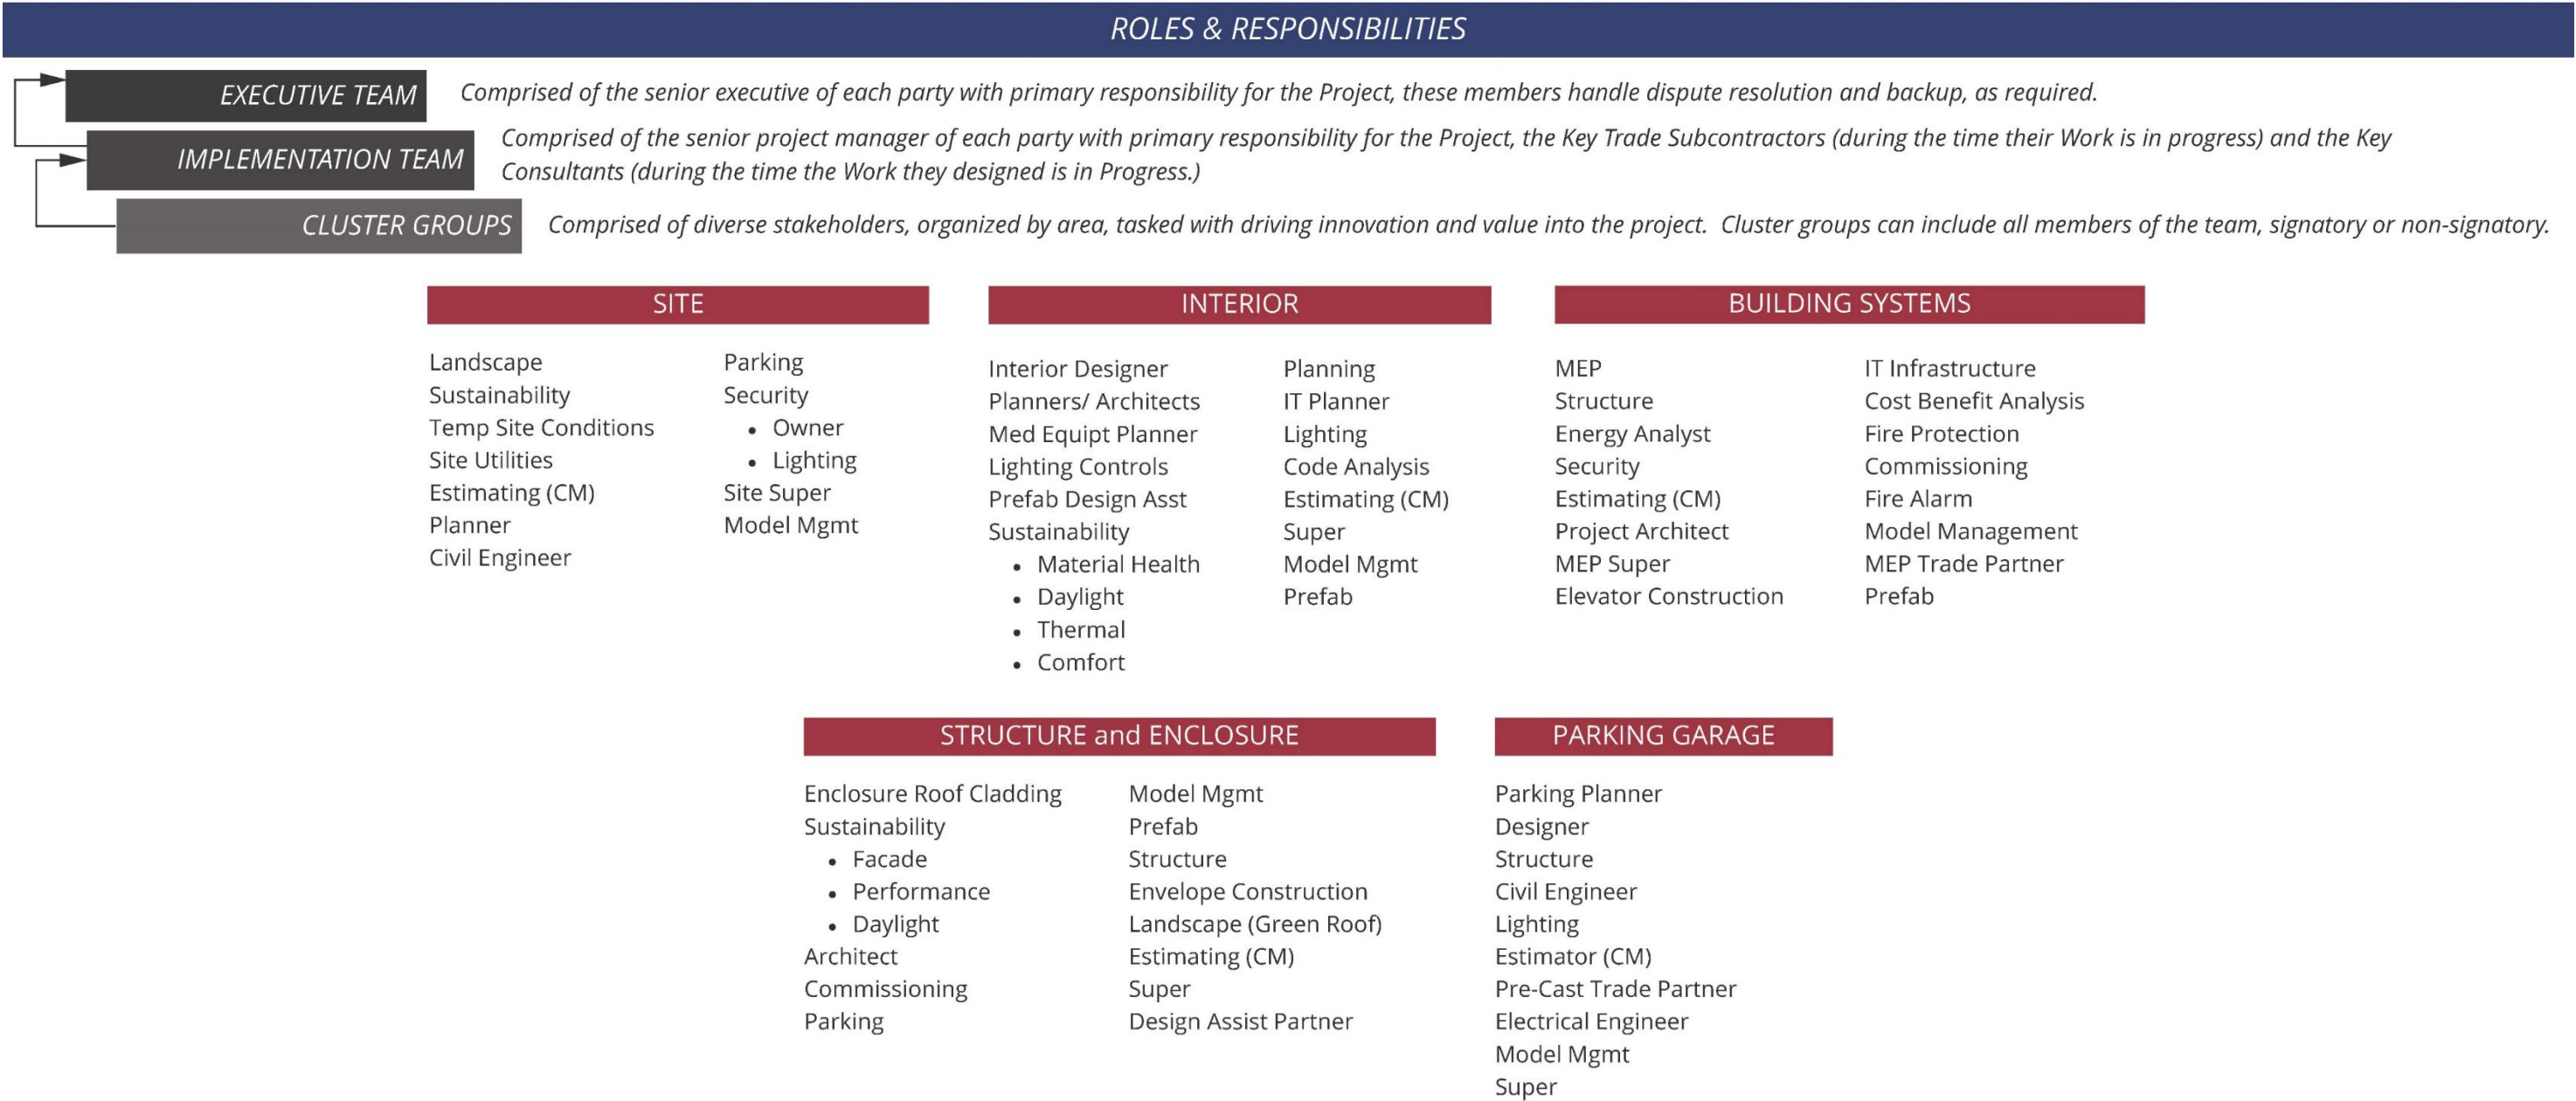 ROLES & RESPONSIBILITIES
EXECUTIVE TEAM
Comprised of the senior executive of each party with primary responsibility for the Project, these members handle dispute resolution and backup, as required.
IMPLEMENTATION TEAM
Comprised of the senior project manager of each party with primary responsibility for the Project, the Key Trade Subcontractors (during the time their Work is in progress) and the Key
Consultants (during the time the Work they designed is in Progress.)
CLUSTER GROUPS
Comprised of diverse stakeholders, organized by area, tasked with driving innovation and value into the project. Cluster groups can include all members of the team, signatory or non-signatory.
SITE
Landscape
Sustainability
Temp Site Conditions
Site Utilities
Estimating (CM)
Planner
Civil Engineer
Parking
Security
• Owner
• Lighting
Site Super
Model Mgmt
INTERIOR
Interior Designer
Planners/ Architects
Med Equipt Planner
Lighting Controls
Prefab Design Asst
Sustainability
• Material Health
• Daylight
• Thermal
• Comfort
Planning
IT Planner
Lighting
Code Analysis
Estimating (CM)
Super
Model Mgmt
Prefab
BUILDING SYSTEMS
MEP
Structure
Energy Analyst
Security
Estimating (CM)
Project Architect
MEP Super
Elevator Construction
IT Infrastructure
Cost Benefit Analysis
Fire Protection
Commissioning
Fire Alarm
Model Management
MEP Trade Partner
Prefab
STRUCTURE and ENCLOSURE
Enclosure Roof Cladding
Sustainability
• Facade
• Performance
• Daylight
Architect
Commissioning
Parking
Model Mgmt
Prefab
Structure
Envelope Construction
Landscape (Green Roof)
Estimating (CM)
Super
Design Assist Partner
PARKING GARAGE
Parking Planner
Designer
Structure
Civil Engineer
Lighting
Estimator (CM)
Pre-Cast Trade Partner
Electrical Engineer
Model Mgmt
Super